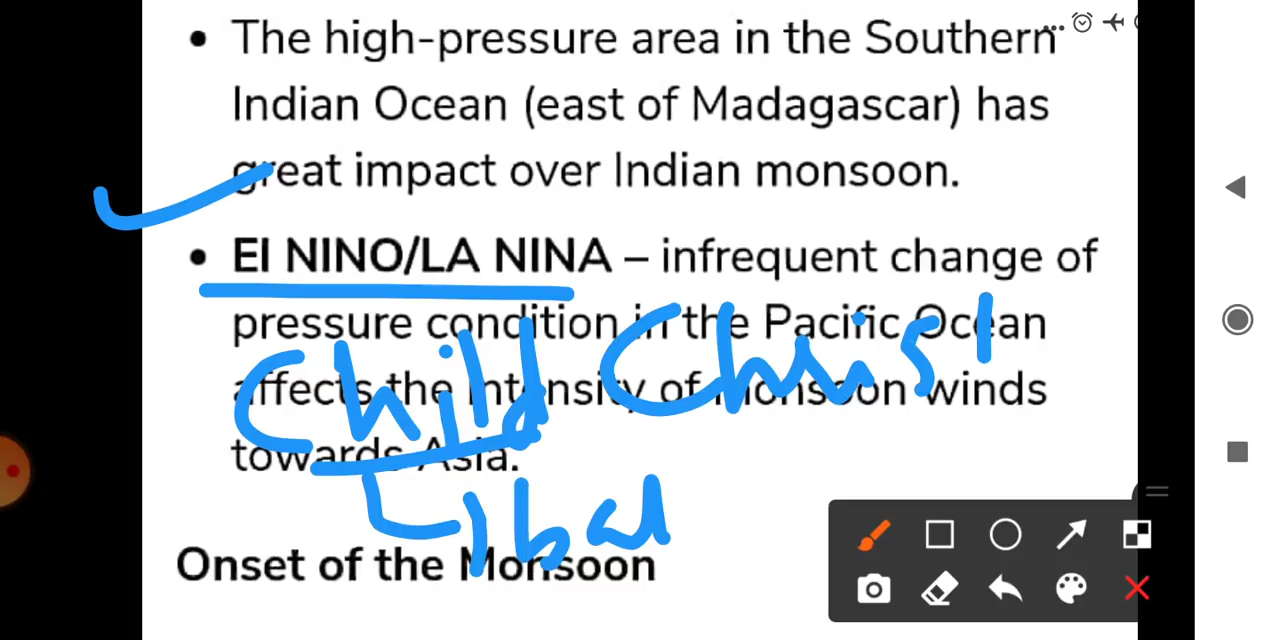 The high-pressure area in the Southern
Indian Ocean (east of Madagascar) has
great impact over Indian monsoon.
EI NINO/LA NINA – infrequent change of
pressure condition in the Pacific Ocean
Child Chris
affects the intensity of Monsoon winds
towards Asia.
Onset of the Monsoon